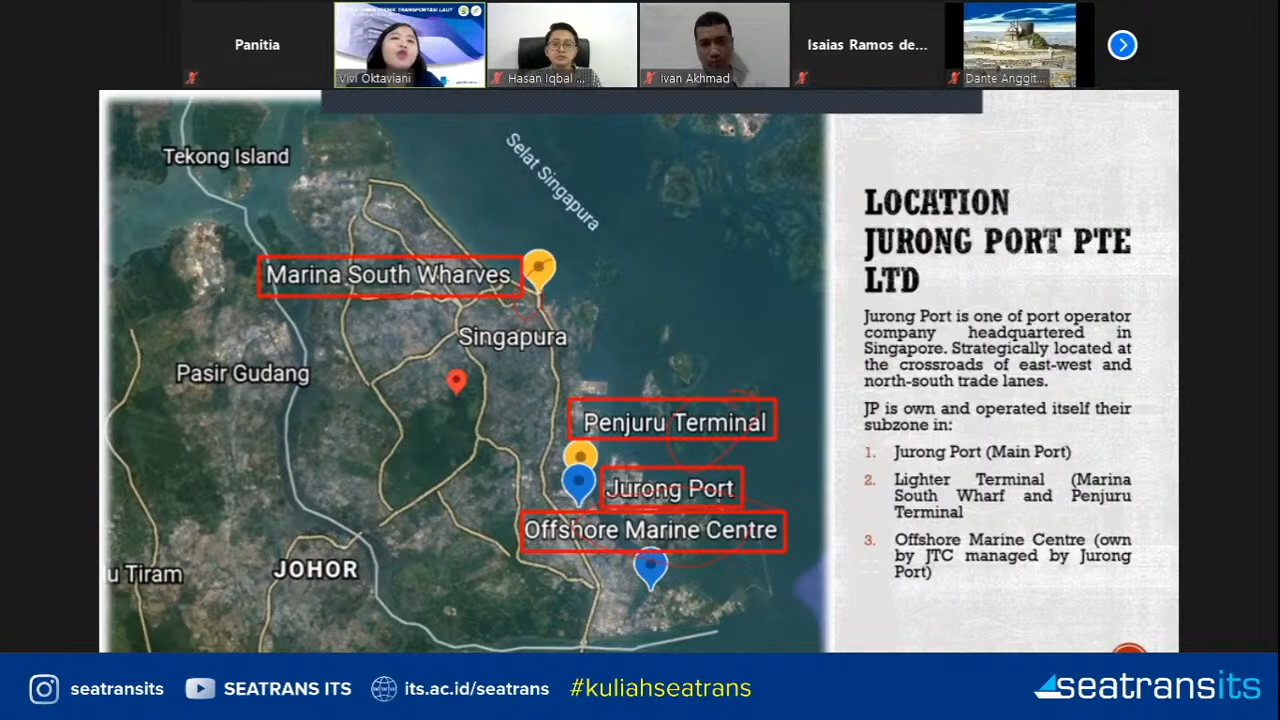 TEKNIK TRANSPORTASI LAUT
Panitia
Vivi Oktaviani
Hasan Iqbal ...
Ivan Akhmad
Isaias Ramos de...
Dante Anggit...
Tekong Island
Selat Singapura
Marina South Wharves
Singapura
Pasir Gudang
Penjuru Terminal
Jurong Port
Offshore Marine Centre
JOHOR
u Tiram
LOCATION
JURONG PORT PTE
LTD
Jurong Port is one of port operator
company headquartered in
Singapore. Strategically located at
the crossroads of east-west and
north-south trade lanes.
JP is own and operated itself their
subzone in:
1. Jurong Port (Main Port)
2. Lighter Terminal (Marina
South Wharf and Penjuru
Terminal
3. Offshore Marine Centre (own
by JTC managed by Jurong
Port)
seatransits
SEATRANS ITS
its.ac.id/seatrans
#kuliahseatrans
seatransits